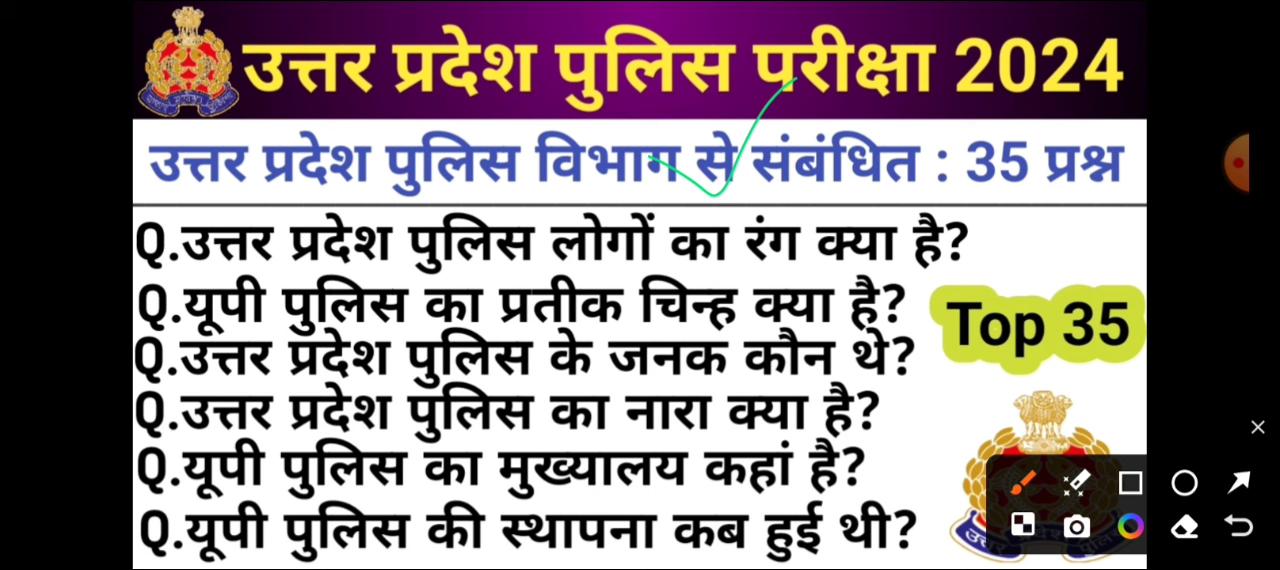 उत्तर प्रदेश पुलिस परीक्षा 2024
उत्तर प्रदेश पुलिस विभाग से संबंधित : 35 प्रश्न
Q.उत्तर प्रदेश पुलिस लोगों का रंग क्या है?
Q.यूपी पुलिस का प्रतीक चिन्ह क्या है?
Top 35
Q.उत्तर प्रदेश पुलिस के जनक कौन थे?
Q.उत्तर प्रदेश पुलिस का नारा क्या है?
Q.यूपी पुलिस का मुख्यालय कहां है?
Q.यूपी पुलिस की स्थापना कब हुई थी?